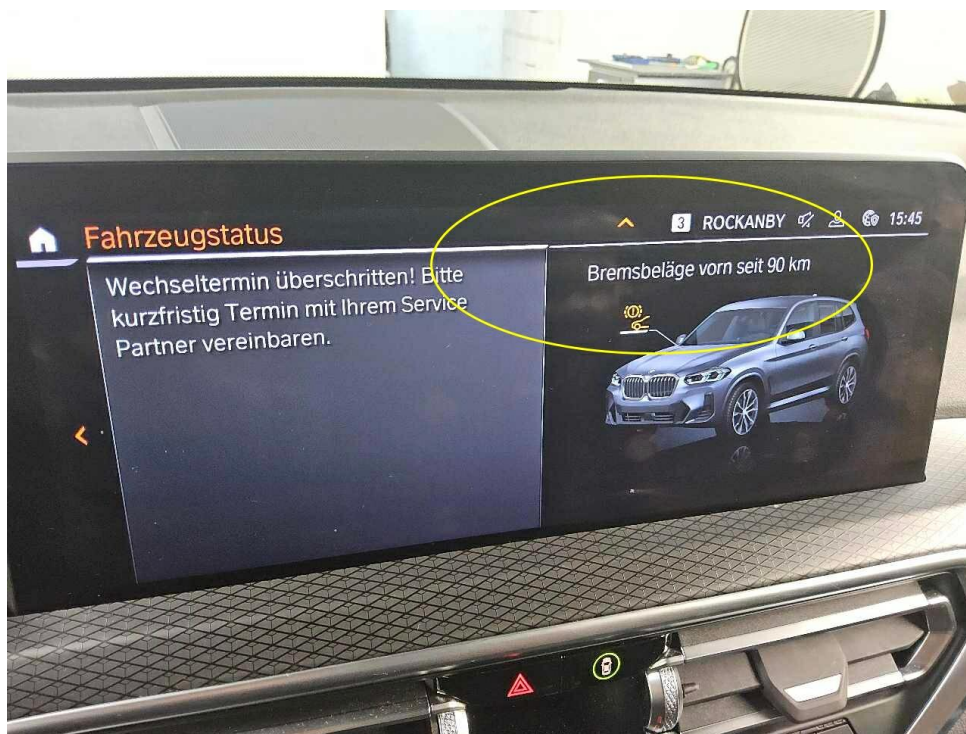 3 ROCKANBY 15:45
Fahrzeugstatus
Wechseltermin überschritten! Bitte
kurzfristig Termin mit Ihrem Service
Partner vereinbaren.
Bremsbeläge vorn seit 90 km